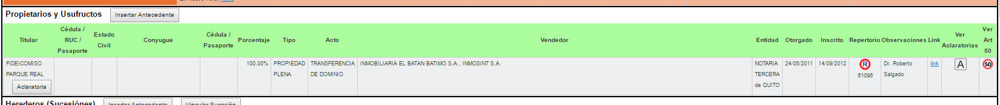 Propietarios y Usufructos Insertar Antecedente
Titular Cédula / RUC / Pasaporte Estado Civil Conyugue Cédula / Pasaporte Porcentaje Tipo Acto Vendedor Entidad Otorgado Inscrito Repertorio Observaciones Link Ver Aclaratorias Ver Art 50
FIDEICOMISO PARQUE REAL Aclaratoria 100,00% PROPIEDAD PLENA TRANSFERENCIA DE DOMINIO INMOBILIARIA EL BATAN BATIMO S.A., INMOSINT S.A. NOTARIA TERCERA de QUITO 24/05/2011 14/09/2012 R 61096 Dr. Roberto Salgado link A 50
Herederos (Sucesiónes) Insertar Antecedente Vincular Sucesión